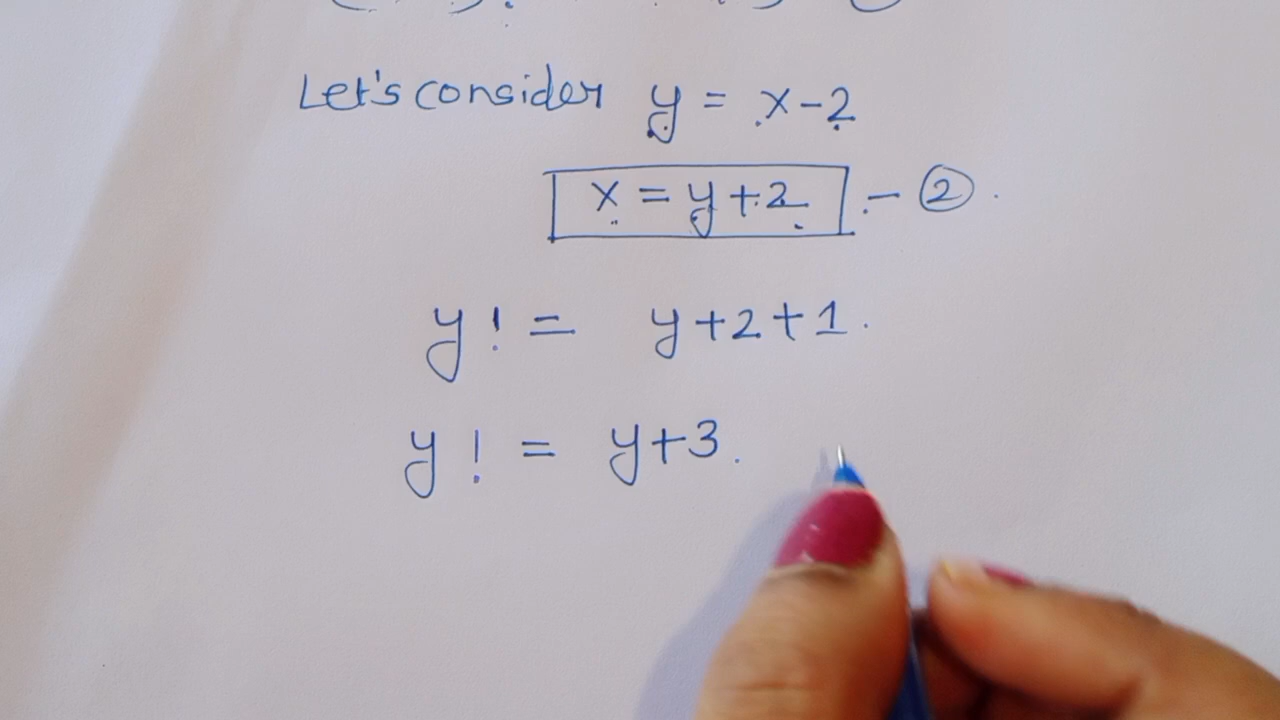 Let's consider y = x-2
x = y+2 - ②
y! = y+2+1.
y! = y+3.